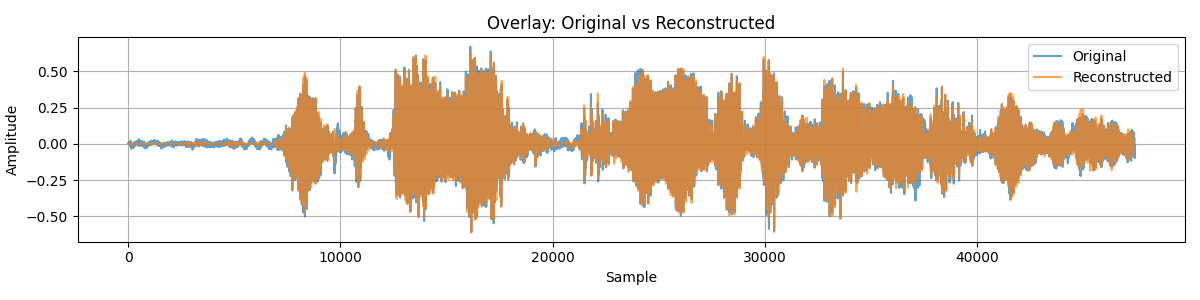 Overlay: Original vs Reconstructed
Original
Reconstructed
Amplitude
0.50
0.25
0.00
−0.25
−0.50
0 10000 20000 30000 40000
Sample